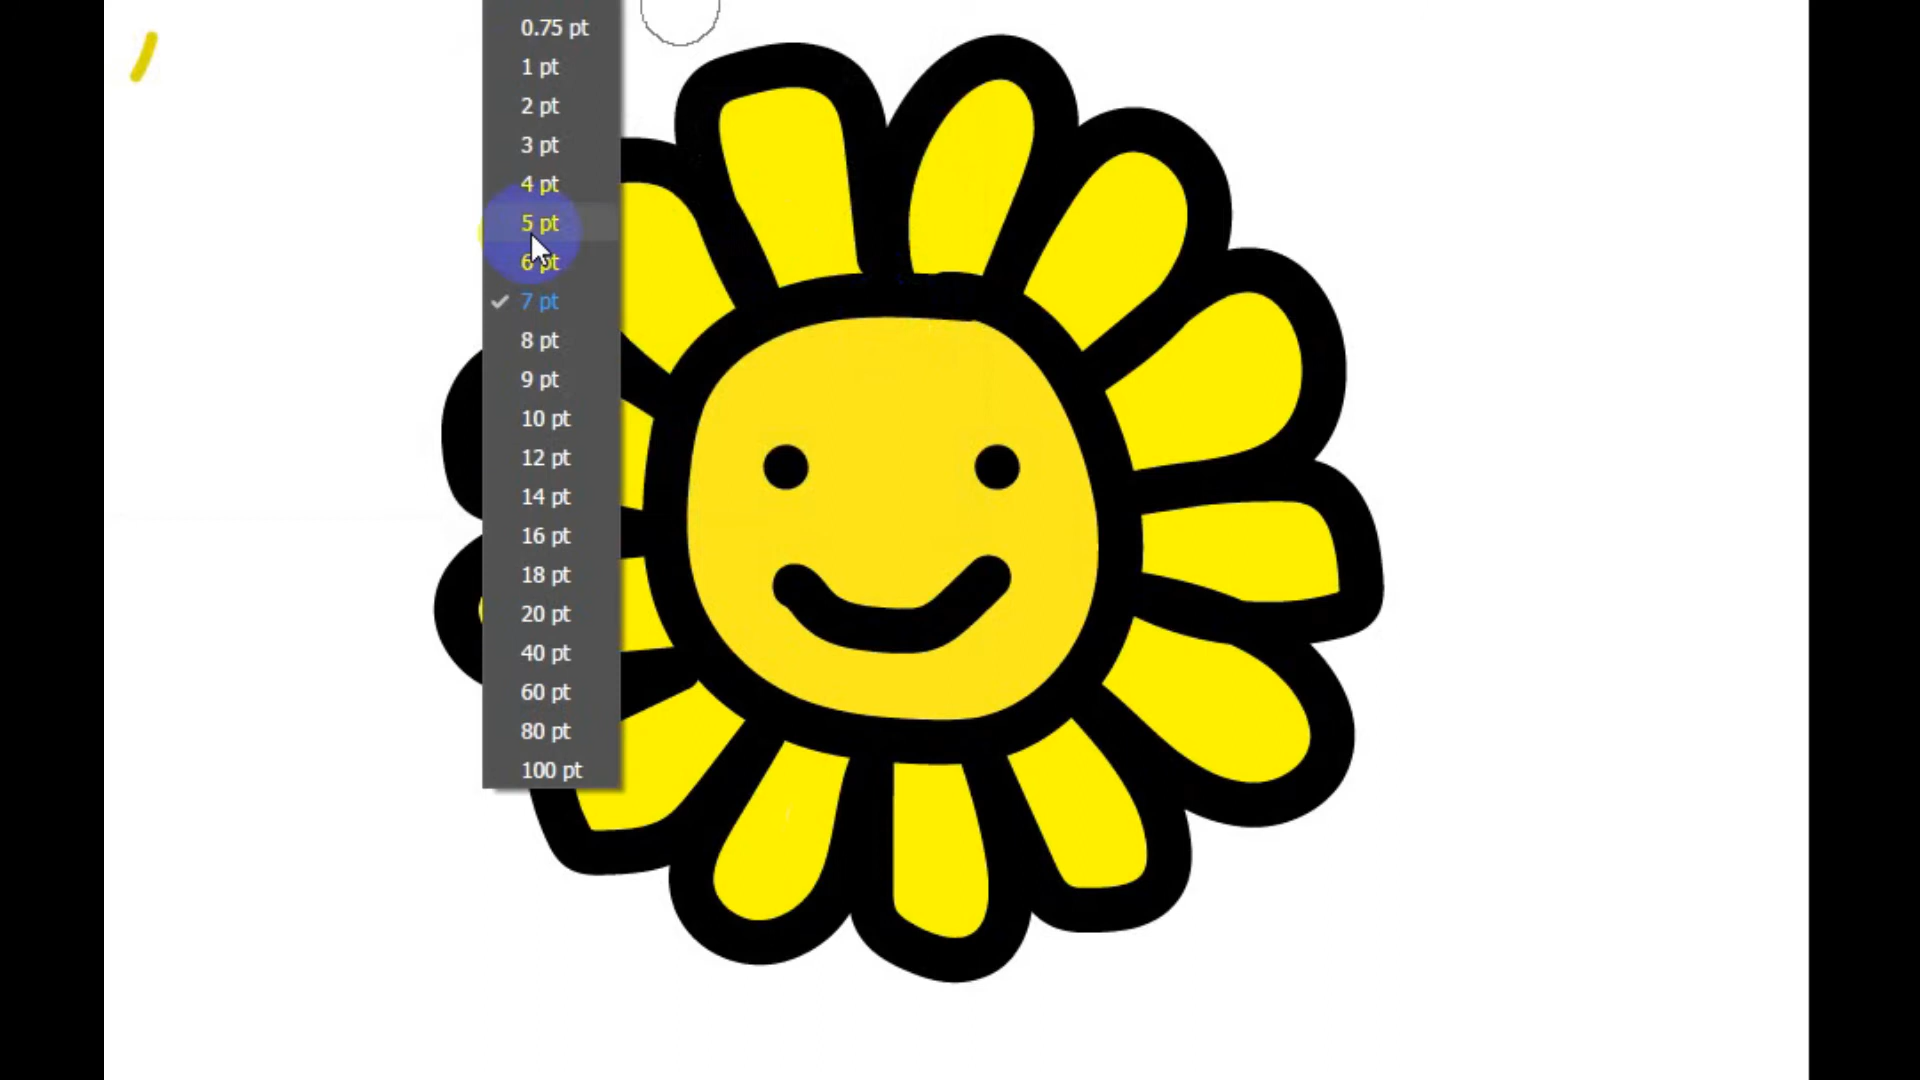 0.75 pt
1 pt
2 pt
3 pt
4 pt
5 pt
6 pt
7 pt
8 pt
9 pt
10 pt
12 pt
14 pt
16 pt
18 pt
20 pt
40 pt
60 pt
80 pt
100 pt